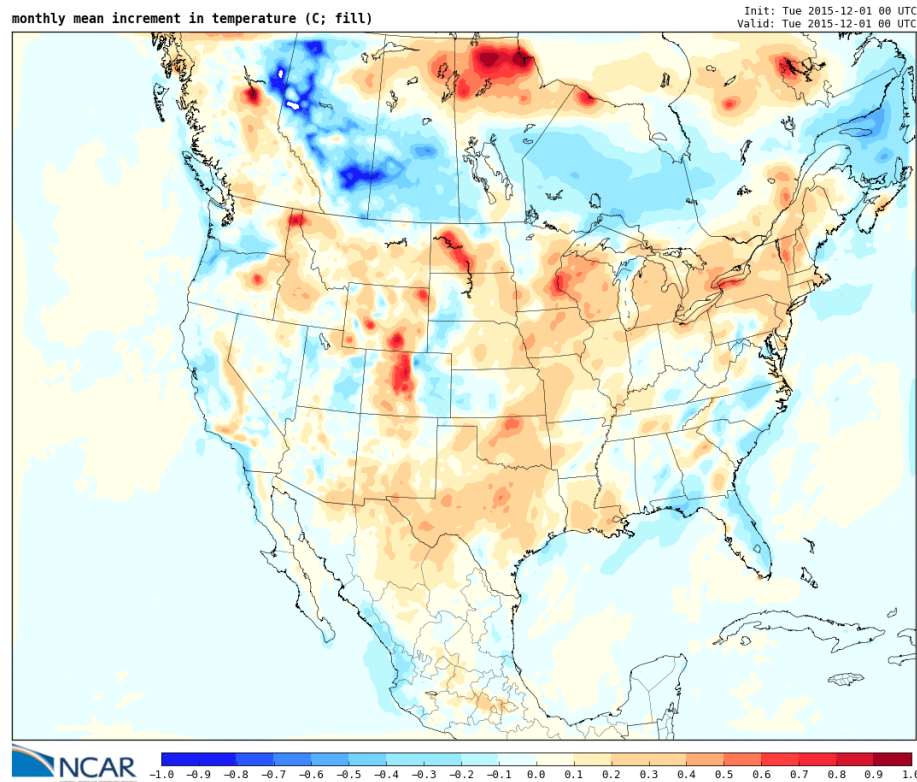 monthly mean increment in temperature (C; fill)
Init: Tue 2015-12-01 00 UTC
Valid: Tue 2015-12-01 00 UTC
NCAR
-1.0 -0.9 -0.8 -0.7 -0.6 -0.5 -0.4 -0.3 -0.2 -0.1 0.0 0.1 0.2 0.3 0.4 0.5 0.6 0.7 0.8 0.9 1.0